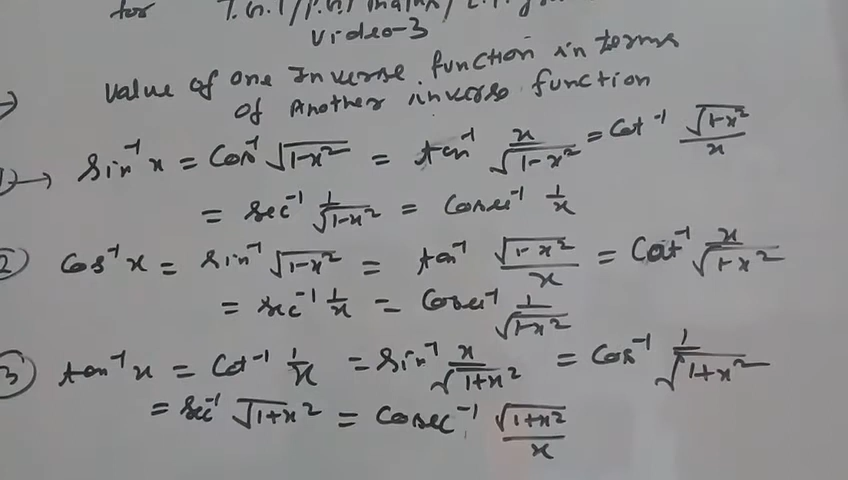 for T.G.T/P.G.T
video-3
value of one Inverse function in terms
of Another inverse function
1) → sin⁻¹ x = cos⁻¹ √(1-x²) = tan⁻¹ x/√(1-x²) = cot⁻¹ √(1-x²)/x
= sec⁻¹ 1/√(1-x²) = cosec⁻¹ 1/x
2) cos⁻¹ x = sin⁻¹ √(1-x²) = tan⁻¹ √(1-x²)/x = cot⁻¹ x/√(1-x²)
= sec⁻¹ 1/x = cosec⁻¹ 1/√(1-x²)
3) tan⁻¹ x = cot⁻¹ 1/x = sin⁻¹ x/√(1+x²) = cos⁻¹ 1/√(1+x²)
= sec⁻¹ √(1+x²) = cosec⁻¹ √(1+x²)/x